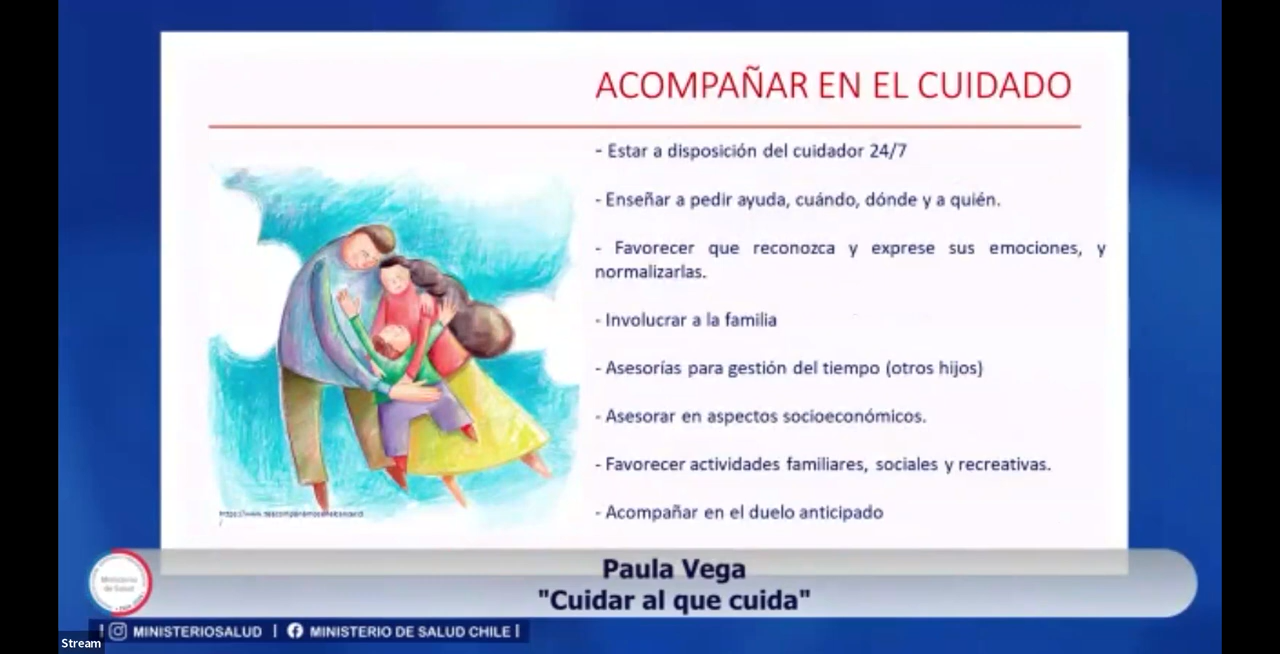 ACOMPAÑAR EN EL CUIDADO
- Estar a disposición del cuidador 24/7
- Enseñar a pedir ayuda, cuándo, dónde y a quién.
- Favorecer que reconozca y exprese sus emociones, y
normalizarlas.
- Involucrar a la familia
- Asesorías para gestión del tiempo (otros hijos)
- Asesorar en aspectos socioeconómicos.
- Favorecer actividades familiares, sociales y recreativas.
- Acompañar en el duelo anticipado
Paula Vega
"Cuidar al que cuida"
Ministerio
de Salud
| MINISTERIOSALUD | MINISTERIO DE SALUD CHILE |
Stream